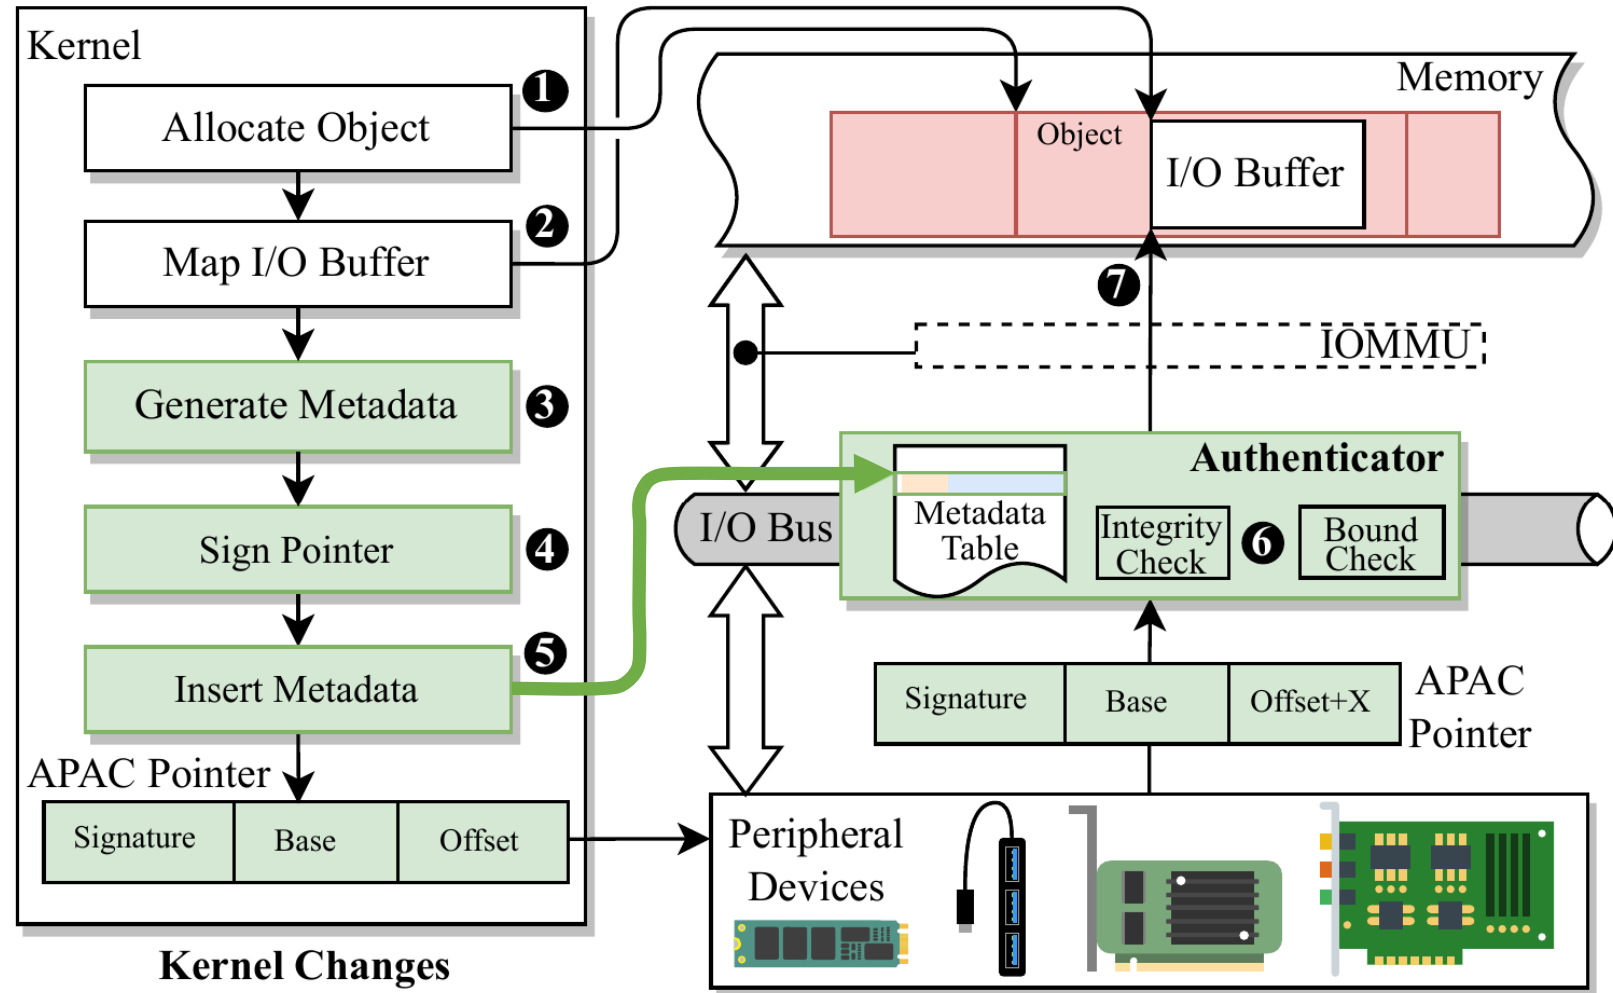 Kernel
1
Allocate Object
2
Map I/O Buffer
3
Generate Metadata
4
Sign Pointer
5
Insert Metadata
APAC Pointer
Signature
Base
Offset
Kernel Changes
Memory
Object
I/O Buffer
7
IOMMU
Authenticator
I/O Bus
Metadata
Table
Integrity
Check
6
Bound
Check
Signature
Base
Offset+X
APAC
Pointer
Peripheral
Devices